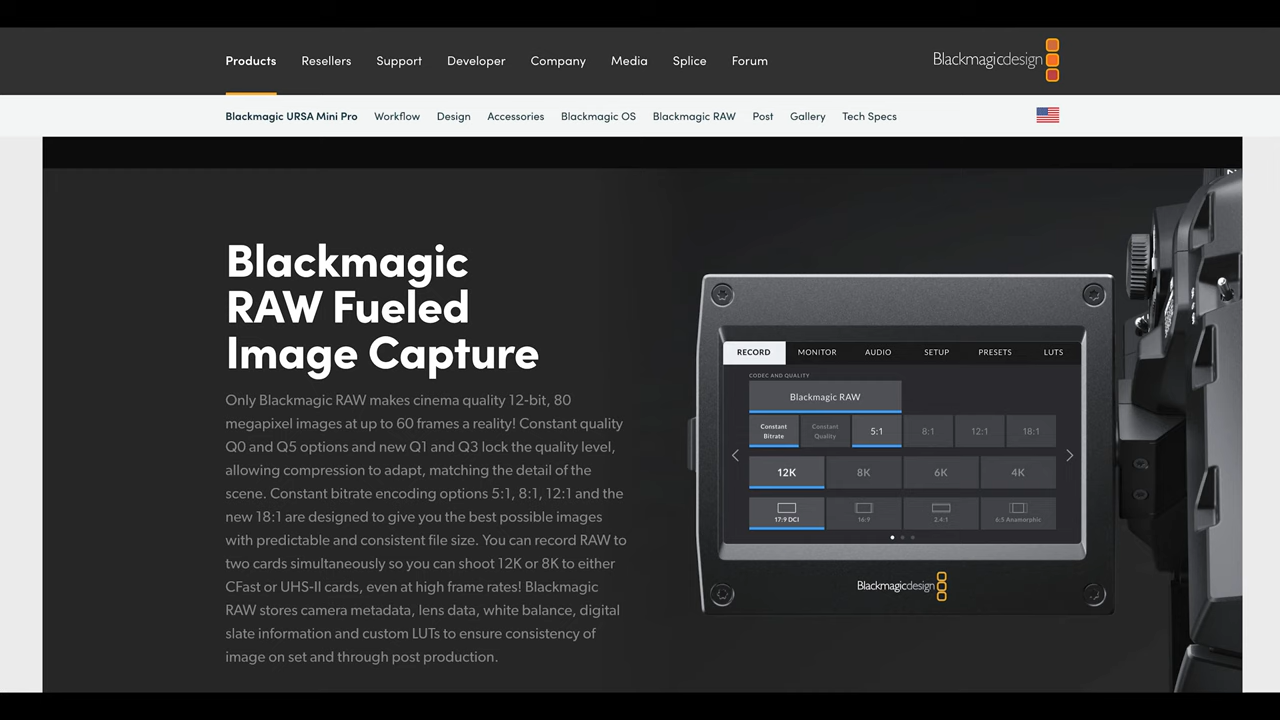 Products Resellers Support Developer Company Media Splice Forum
Blackmagicdesign
Blackmagic URSA Mini Pro Workflow Design Accessories Blackmagic OS Blackmagic RAW Post Gallery Tech Specs
Blackmagic
RAW Fueled
Image Capture
Only Blackmagic RAW makes cinema quality 12-bit, 80
megapixel images at up to 60 frames a reality! Constant quality
Q0 and Q5 options and new Q1 and Q3 lock the quality level,
allowing compression to adapt, matching the detail of the
scene. Constant bitrate encoding options 5:1, 8:1, 12:1 and the
new 18:1 are designed to give you the best possible images
with predictable and consistent file size. You can record RAW to
two cards simultaneously so you can shoot 12K or 8K to either
CFast or UHS-II cards, even at high frame rates! Blackmagic
RAW stores camera metadata, lens data, white balance, digital
slate information and custom LUTs to ensure consistency of
image on set and through post production.
RECORD MONITOR AUDIO SETUP PRESETS LUTS
CODEC AND QUALITY
Blackmagic RAW
Constant
Bitrate
Constant
Quality
5:1 8:1 12:1 18:1
12K 8K 6K 4K
17:9 DCI 16:9 2.4:1 6:5 Anamorphic
Blackmagicdesign